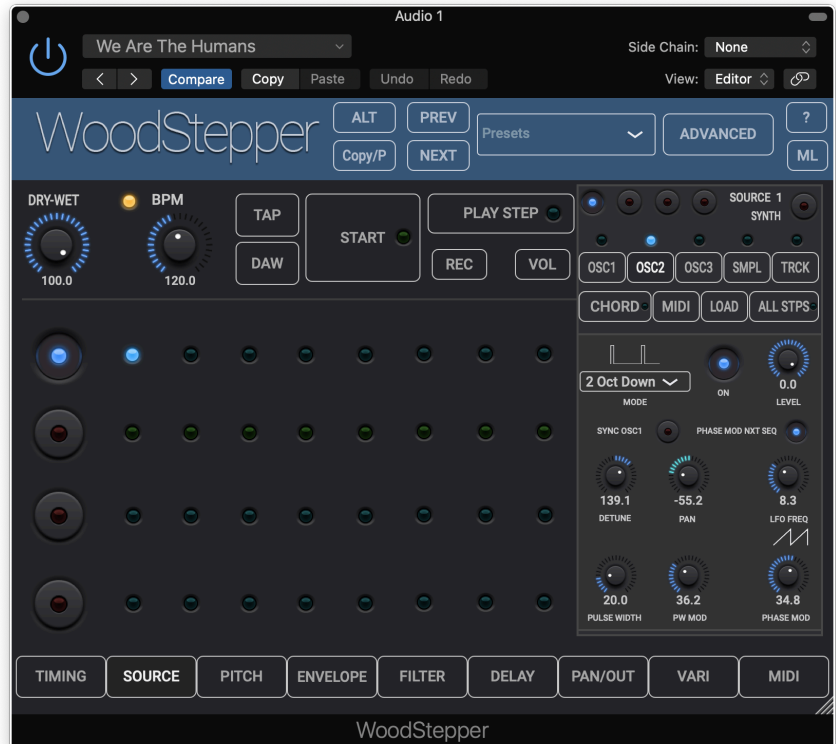 Audio 1
We Are The Humans
Side Chain: None
< > Compare Copy Paste Undo Redo
View: Editor
WoodStepper
ALT PREV
Copy/P NEXT
Presets
ADVANCED
?
ML
DRY-WET
100.0
BPM
120.0
TAP
DAW
START
PLAY STEP
REC VOL
SOURCE 1
SYNTH
OSC1 OSC2 OSC3 SMPL TRCK
CHORD MIDI LOAD ALL STPS
2 Oct Down
MODE
ON
0.0
LEVEL
SYNC OSC1
PHASE MOD NXT SEQ
139.1 -55.2 8.3
DETUNE PAN LFO FREQ
20.0 36.2 34.8
PULSE WIDTH PW MOD PHASE MOD
TIMING SOURCE PITCH ENVELOPE FILTER DELAY PAN/OUT VARI MIDI
WoodStepper